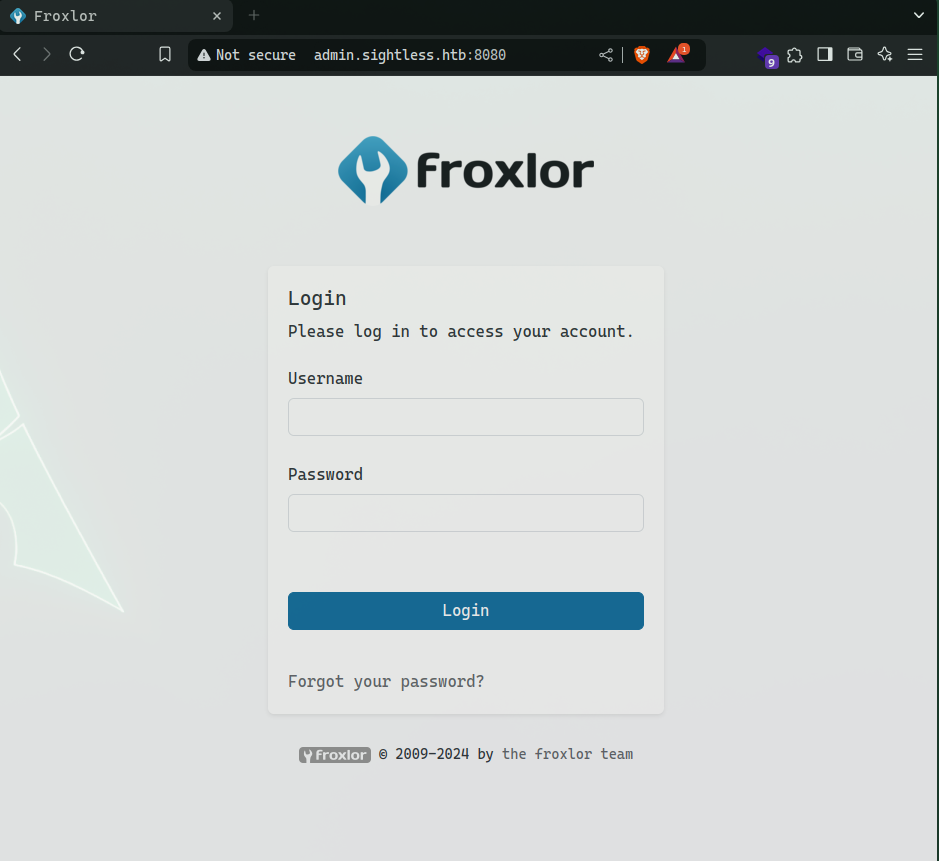 Froxlor
Not secure admin.sightless.htb:8080
1
9
froxlor
Login
Please log in to access your account.
Username
Password
Login
Forgot your password?
froxlor © 2009-2024 by the froxlor team